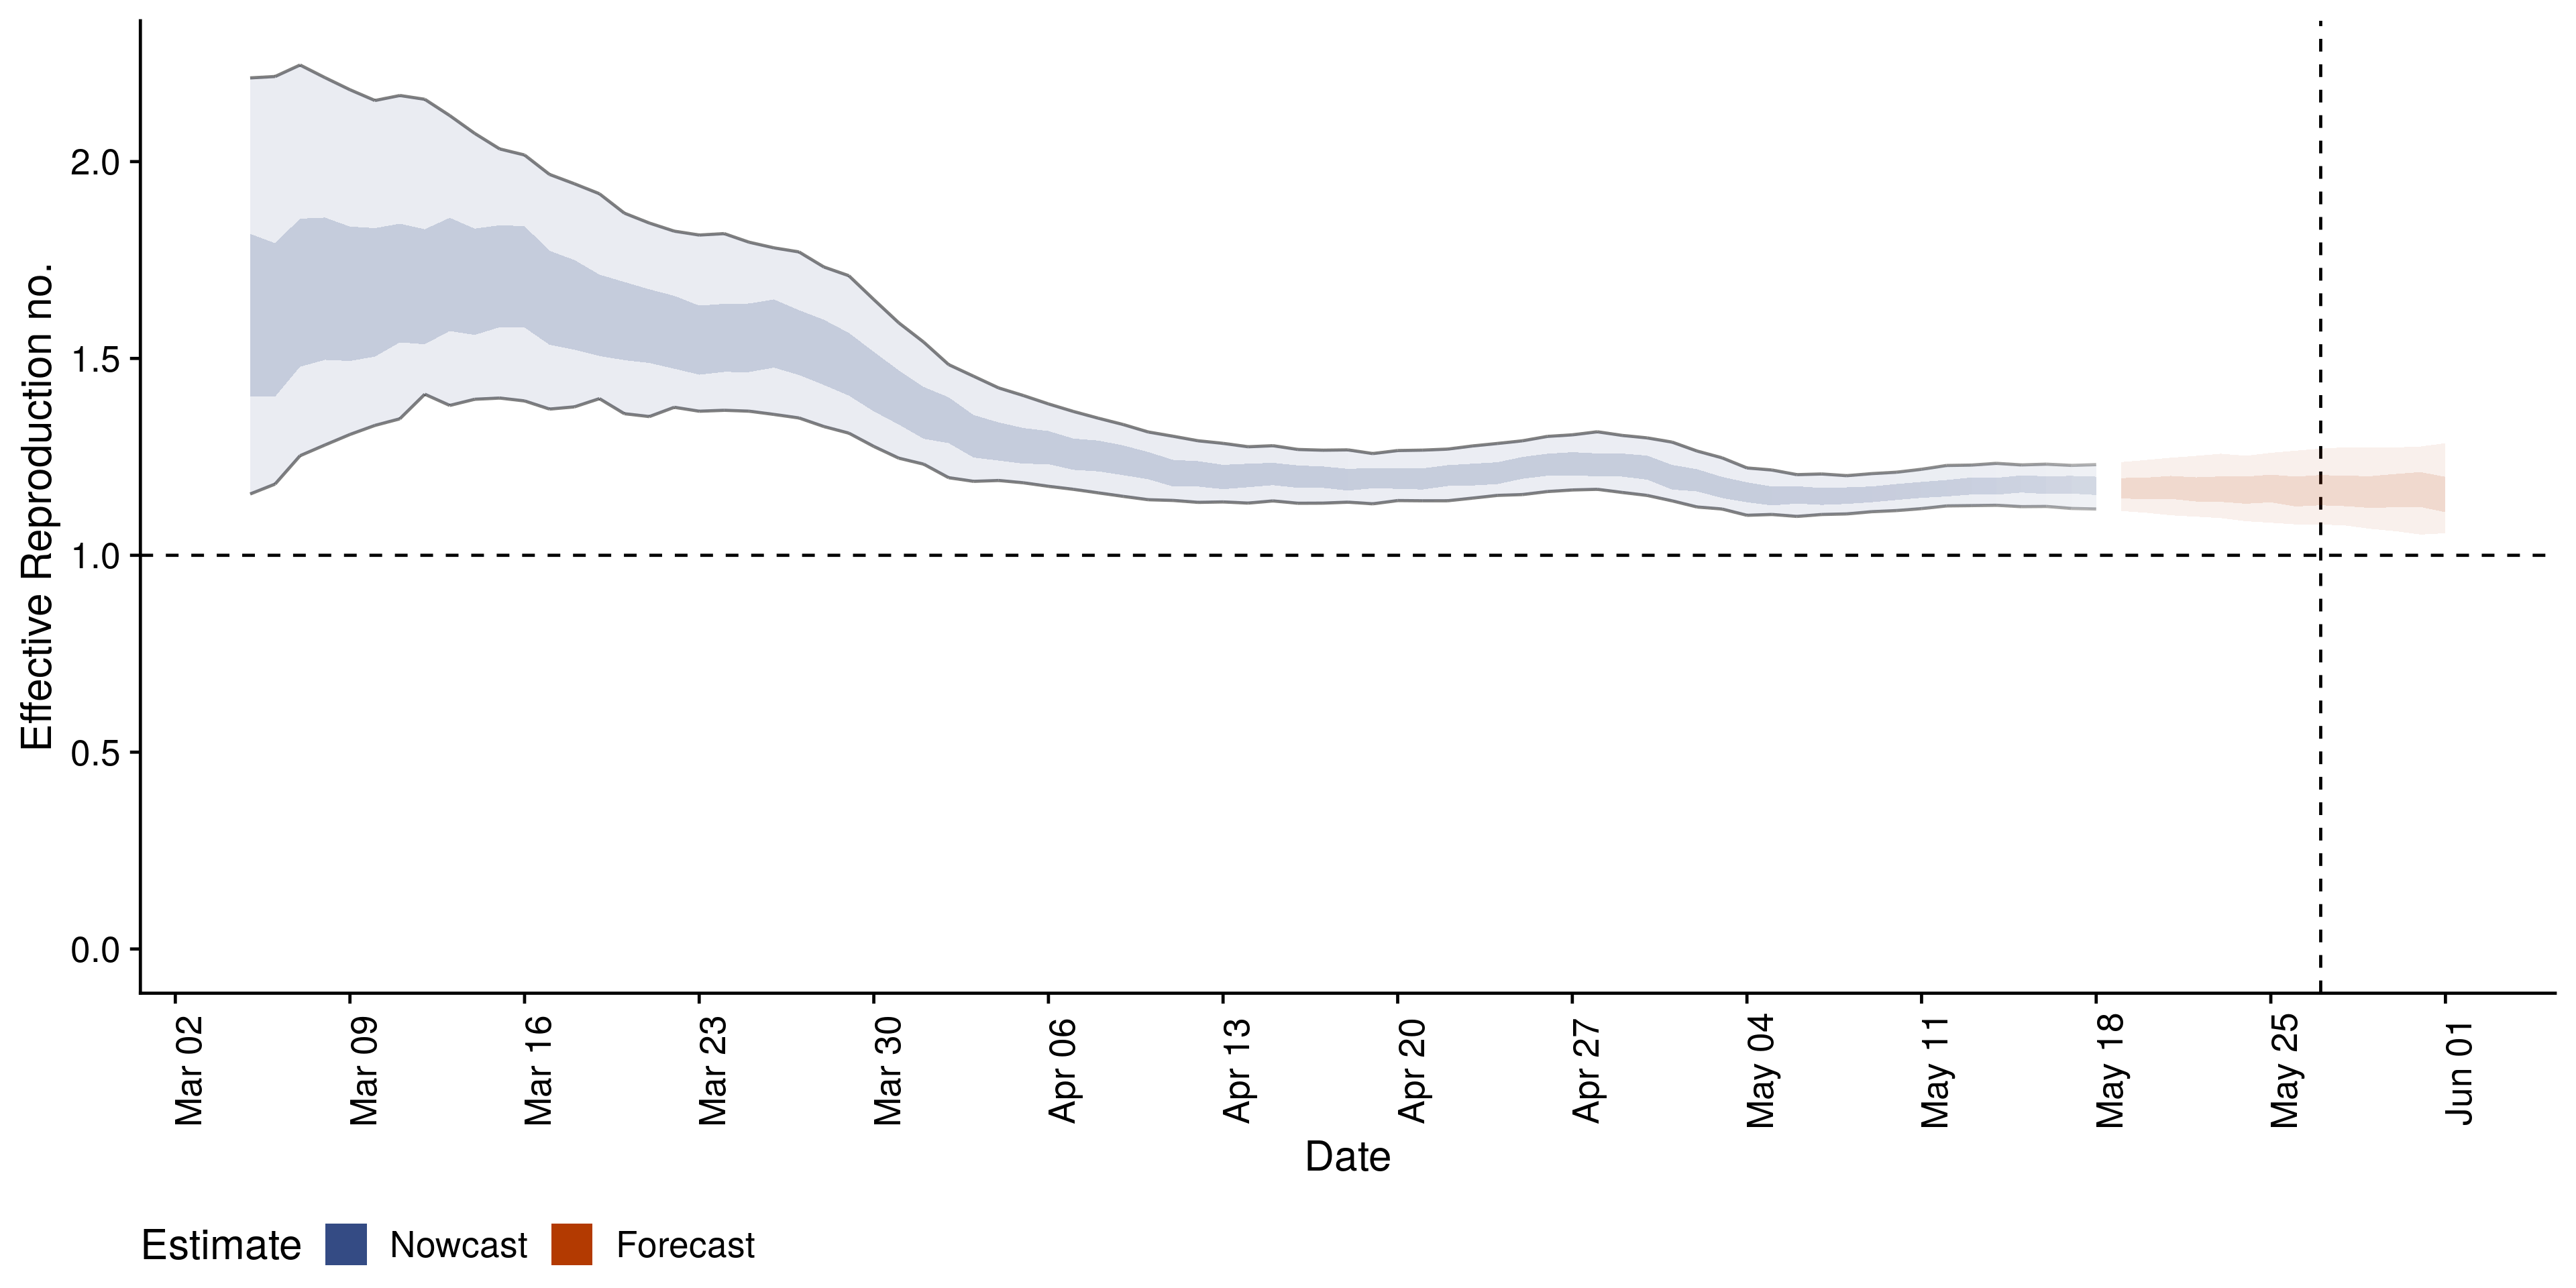 Effective Reproduction no.
2.0
1.5
1.0
0.5
0.0
Mar 02
Mar 09
Mar 16
Mar 23
Mar 30
Apr 06
Apr 13
Apr 20
Apr 27
May 04
May 11
May 18
May 25
Jun 01
Date
Estimate Nowcast Forecast